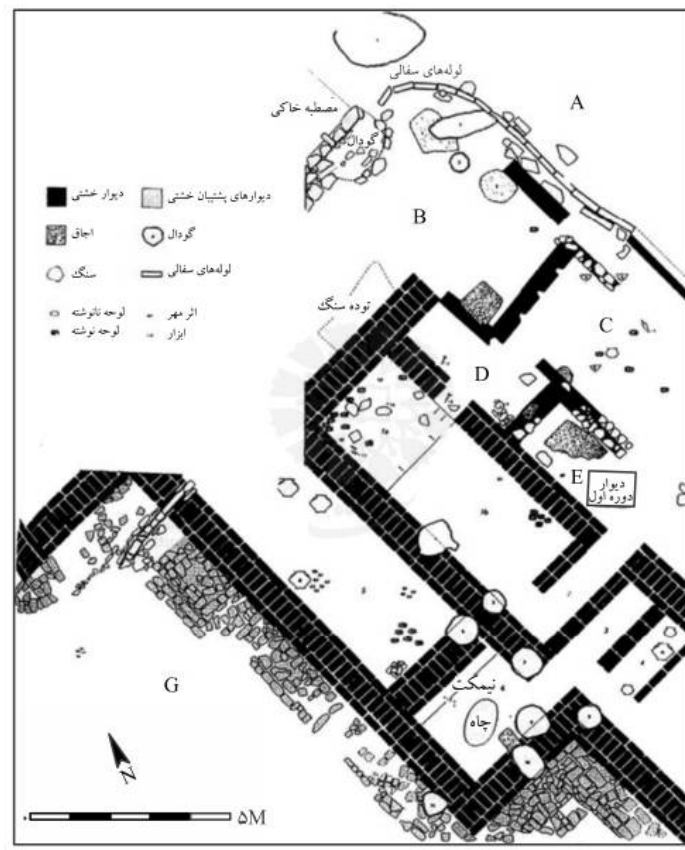 لوله‌های سفالی
A
مصطبه خاکی
گودال
دیوار خشتی
دیوارهای پشتیبان خشتی
B
اجاق
گودال
سنگ
لوله‌های سفالی
لوحه نانوشته
اثر مهر
لوحه نوشته
ابزار
توده سنگ
C
D
E
دیوار
دوره اول
G
نیمکت
چاه
N
۵M